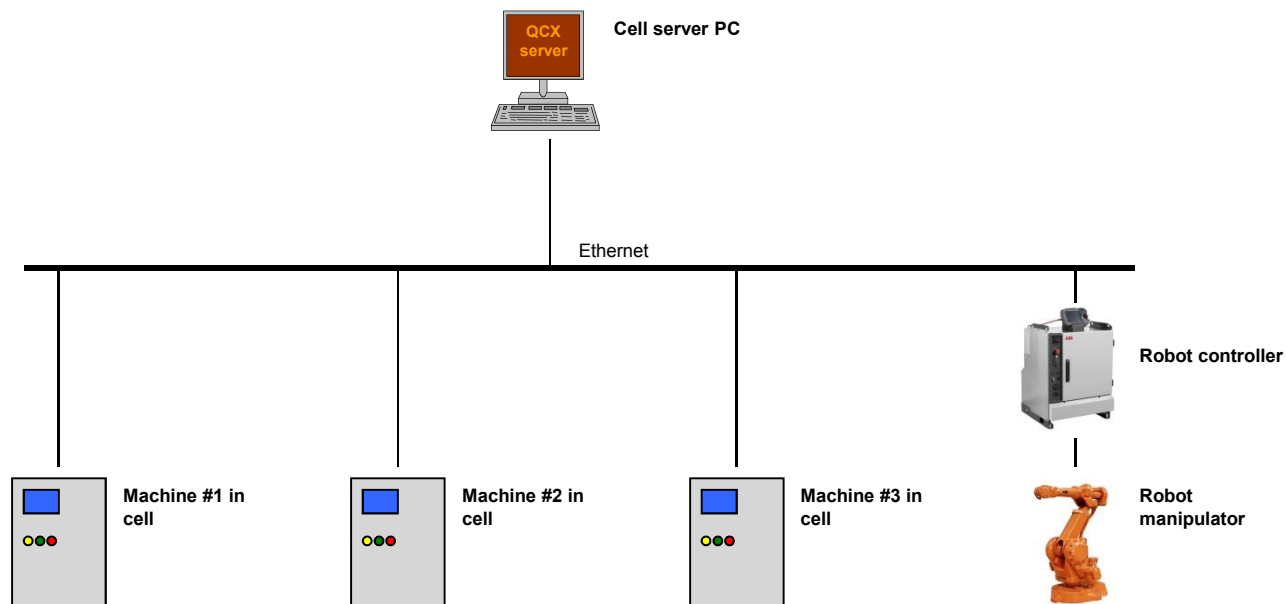 QCX
server
Cell server PC
Ethernet
ABB
Robot controller
Machine #1 in
cell
Machine #2 in
cell
Machine #3 in
cell
Robot
manipulator